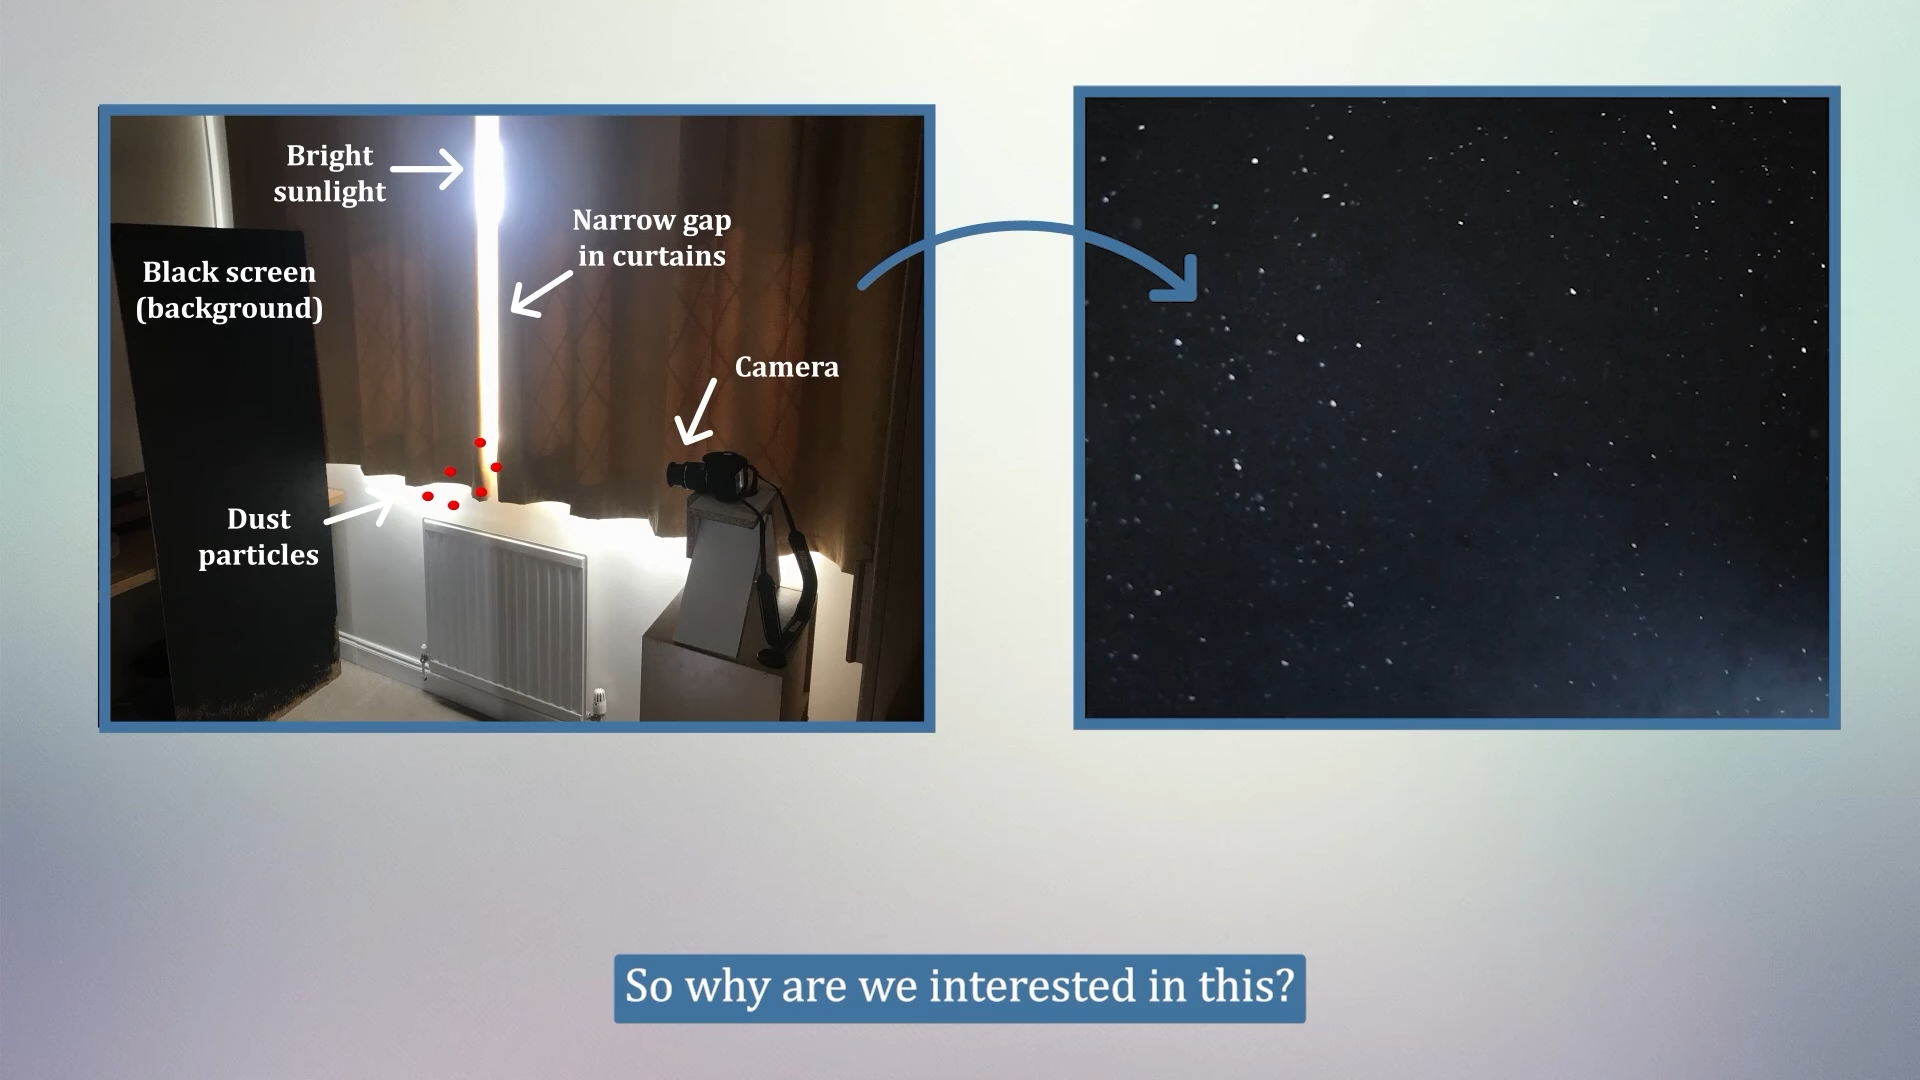 Bright
sunlight
Narrow gap
in curtains
Black screen
(background)
Camera
Dust
particles
So why are we interested in this?